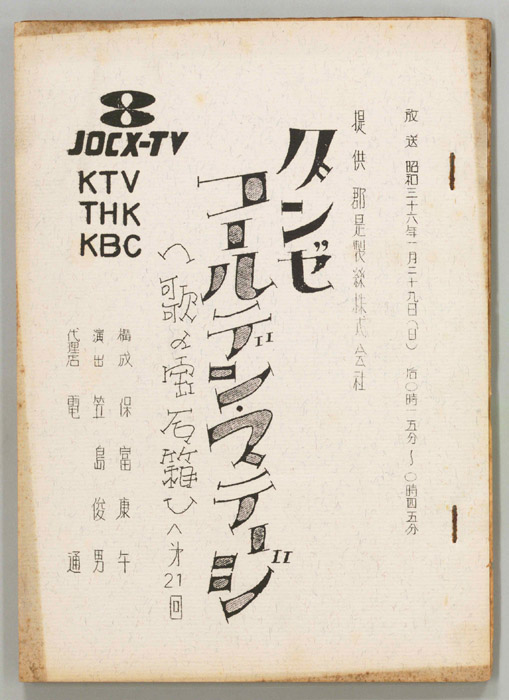 放送 昭和三十六年一月二十九日(日) 后〇時一五分～〇時四五分
提供 郡是製絲株式会社
グンゼ
ゴールデン・ステージ
「歌の宝石箱」〈第21回〉
構成 保富康午
演出 笠島俊男
代理店 電通
8
JOCX-TV
KTV
THK
KBC